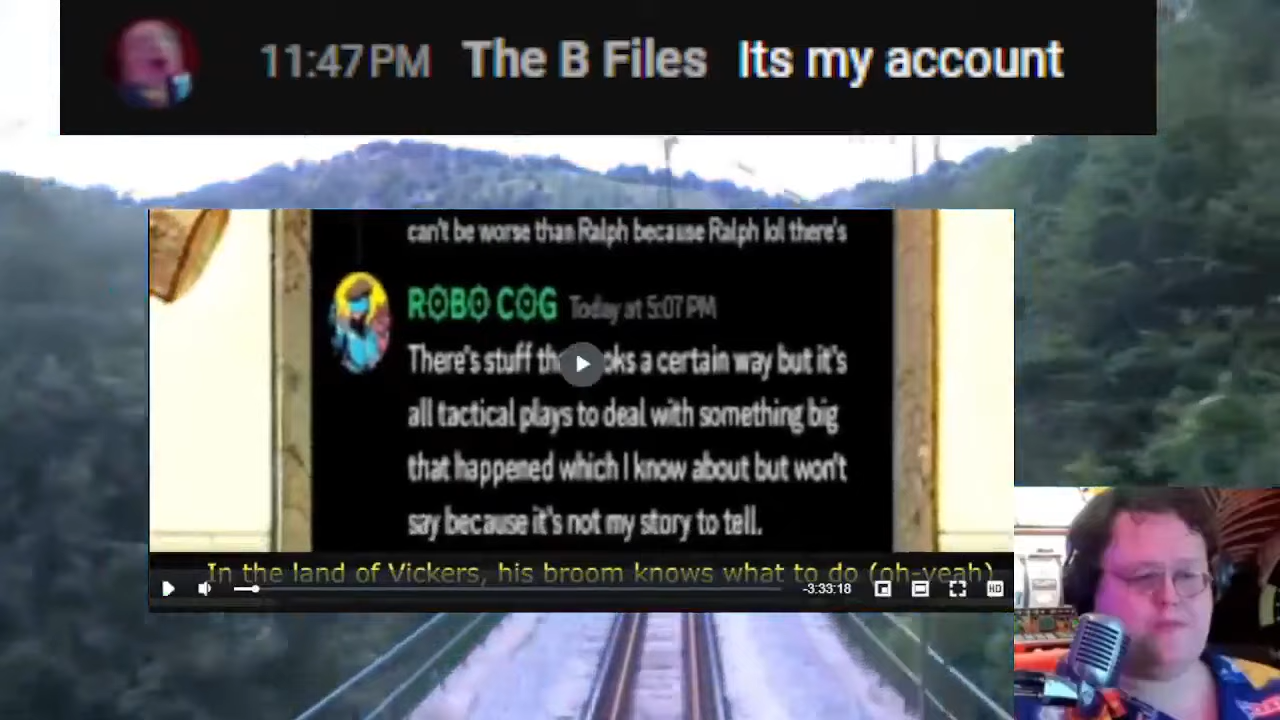 11:47 PM The B Files Its my account
can't be worse than Ralph because Ralph lol there's
ROBO COG Today at 5:07 PM
There's stuff oks a certain way but it's
all tactical plays to deal with something big
that happened which I know about but won't
say because it's not my story to tell.
In the land of Vickers, his broom knows what to do (oh-yeah)
-3:33:18 HD